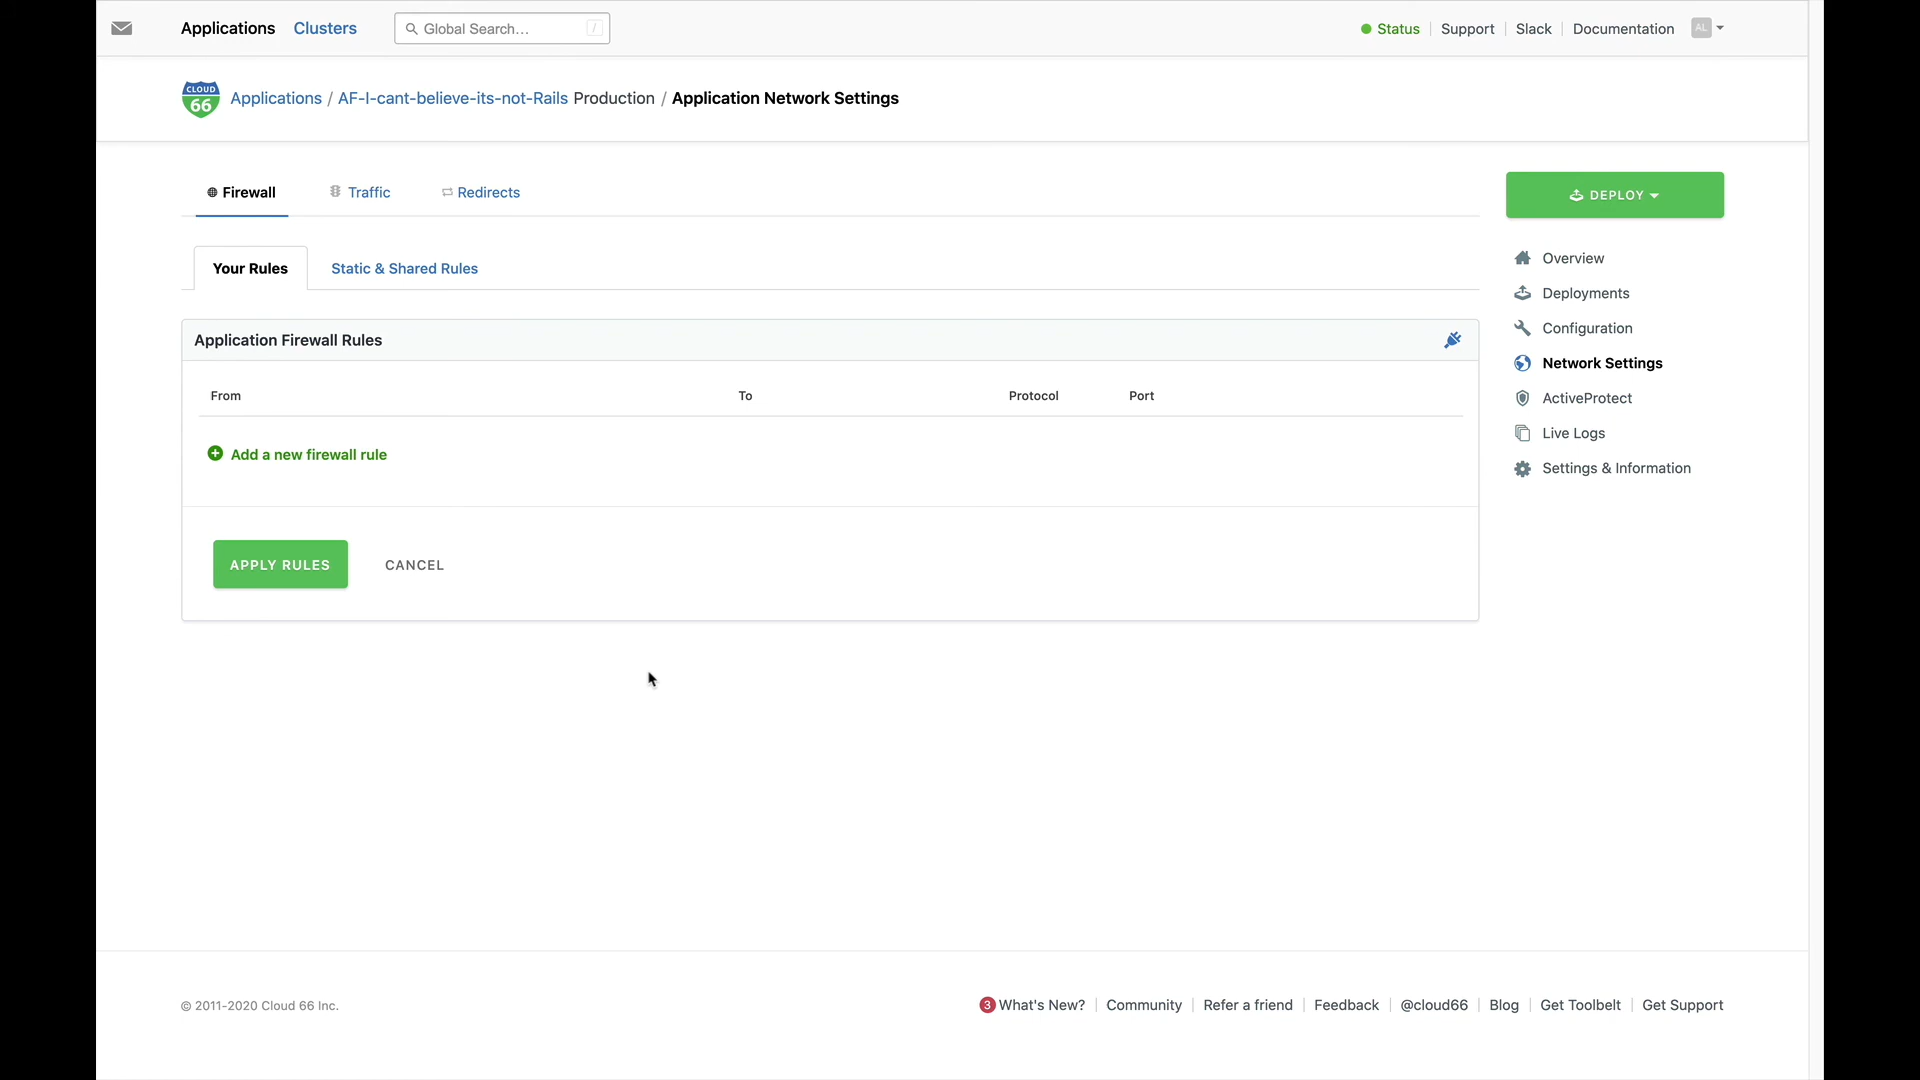 Applications Clusters Global Search... / Status Support Slack Documentation AL
CLOUD 66 Applications / AF-I-cant-believe-its-not-Rails Production / Application Network Settings
Firewall Traffic Redirects
DEPLOY
Your Rules Static & Shared Rules
Overview
Deployments
Configuration
Network Settings
ActiveProtect
Live Logs
Settings & Information
Application Firewall Rules
From To Protocol Port
Add a new firewall rule
APPLY RULES CANCEL
© 2011-2020 Cloud 66 Inc.
3 What's New? Community Refer a friend Feedback @cloud66 Blog Get Toolbelt Get Support